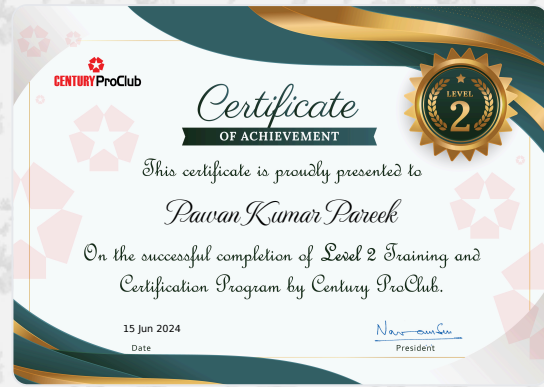 CENTURY ProClub
LEVEL
2
Certificate
OF ACHIEVEMENT
This certificate is proudly presented to
Pawan Kumar Pareek
On the successful completion of Level 2 Training and
Certification Program by Century ProClub.
15 Jun 2024
Date
President